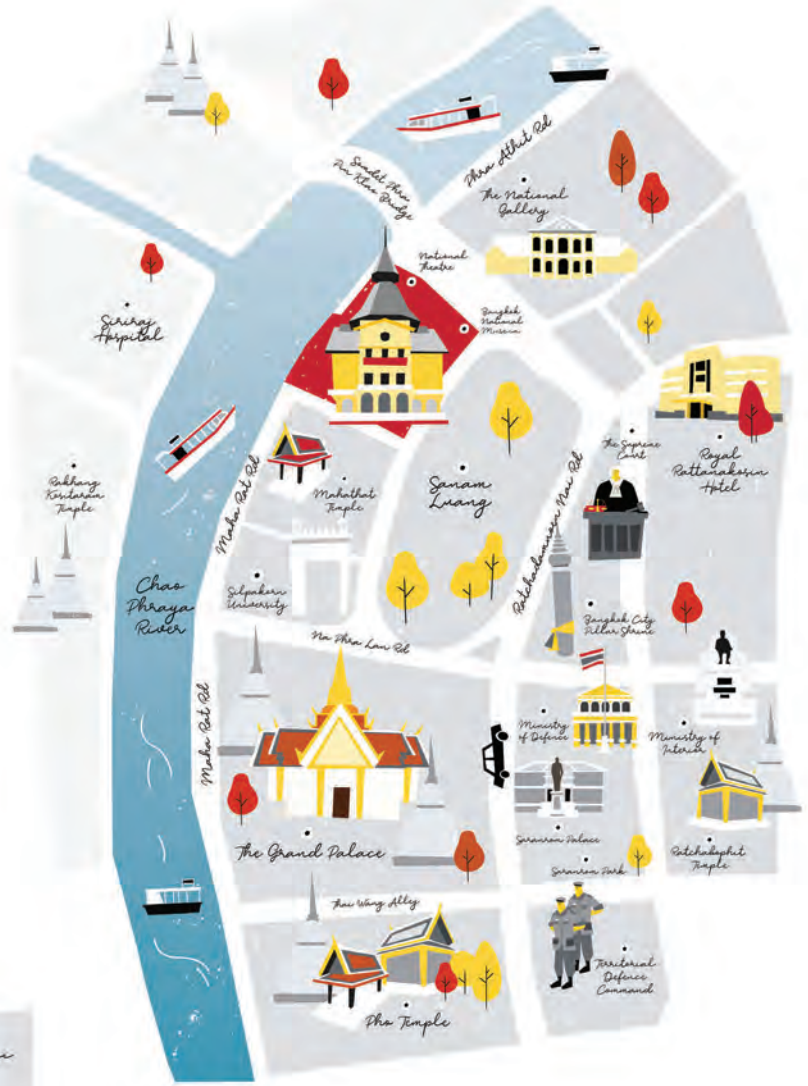 Phra Athit Rd
Somdet Phra
Pin Klao Bridge
The National
Gallery
National
Theatre
Bangkok
National
Museum
Siriraj
Hospital
The Supreme
Court
Royal
Rattanakosin
Hotel
Rakhang
Kositaram
Temple
Maha Rat Rd
Mahathat
Temple
Sanam
Luang
Ratchadamnoen Nai Rd
Chao
Phraya
River
Silpakorn
University
Bangkok City
Pillar Shrine
Na Phra Lan Rd
Maha Rat Rd
Ministry
of Defence
Ministry of
Interior
The Grand Palace
Saranrom Palace
Ratchabophit
Temple
Saranrom Park
Thai Wang Ally
Territorial
Defence
Command
Pho Temple